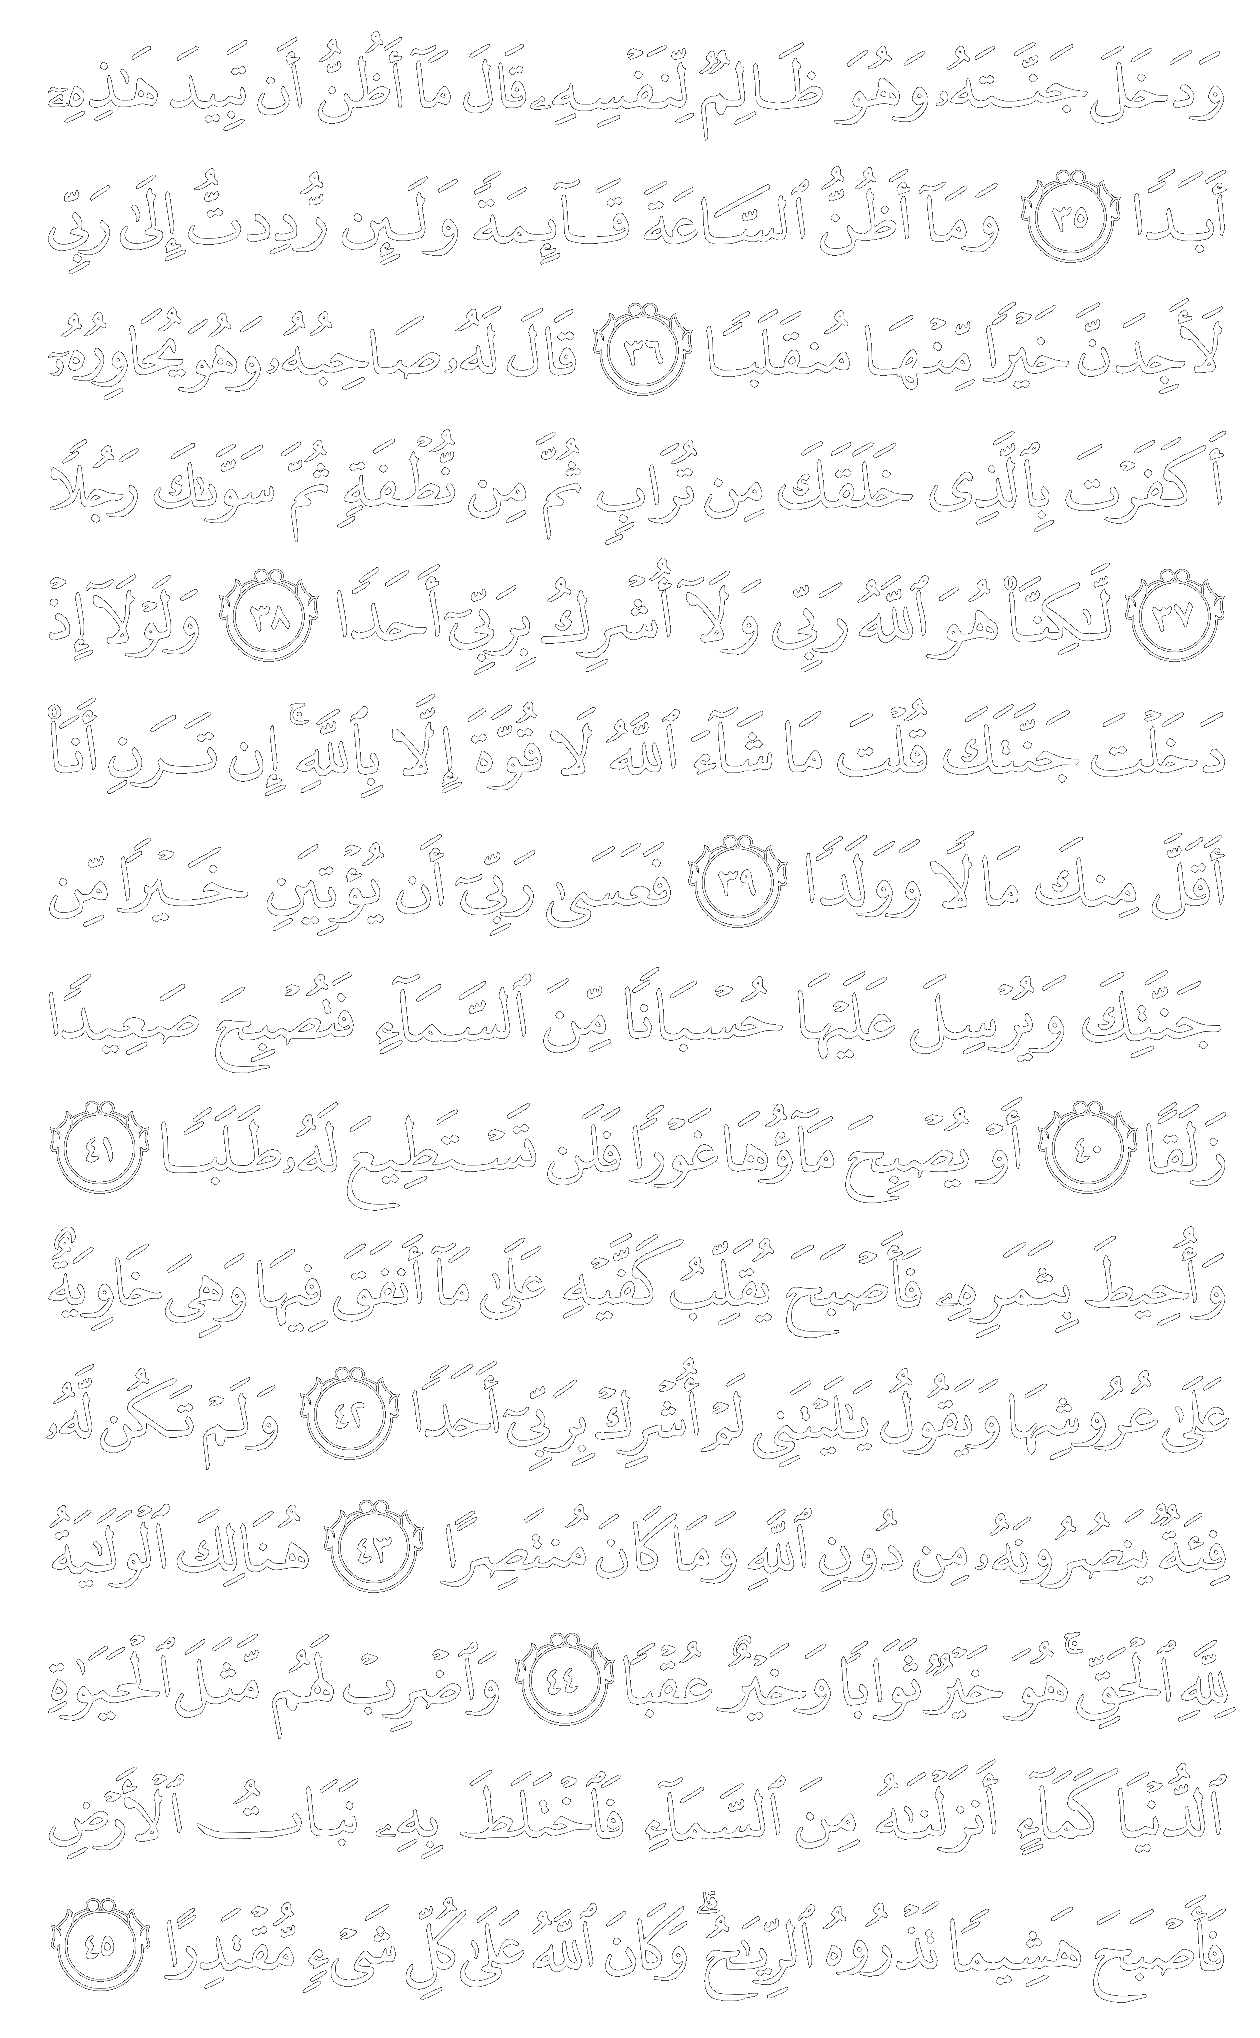 وَدَخَلَ جَنَّتَهُۥ وَهُوَ ظَالِمٌ لِّنَفْسِهِۦ قَالَ مَآ أَظُنُّ أَن تَبِيدَ هَٰذِهِۦٓ
أَبَدًا ٣٥ وَمَآ أَظُنُّ ٱلسَّاعَةَ قَآئِمَةً وَلَئِن رُّدِدتُّ إِلَىٰ رَبِّى
لَأَجِدَنَّ خَيْرًا مِّنْهَا مُنقَلَبًا ٣٦ قَالَ لَهُۥ صَاحِبُهُۥ وَهُوَ يُحَاوِرُهُۥٓ
أَكَفَرْتَ بِٱلَّذِى خَلَقَكَ مِن تُرَابٍ ثُمَّ مِن نُّطْفَةٍ ثُمَّ سَوَّىٰكَ رَجُلًا
٣٧ لَّٰكِنَّا۠ هُوَ ٱللَّهُ رَبِّى وَلَآ أُشْرِكُ بِرَبِّىٓ أَحَدًا ٣٨ وَلَوْلَآ إِذْ
دَخَلْتَ جَنَّتَكَ قُلْتَ مَا شَآءَ ٱللَّهُ لَا قُوَّةَ إِلَّا بِٱللَّهِ ۚ إِن تَرَنِ أَنَا۠
أَقَلَّ مِنكَ مَالًا وَوَلَدًا ٣٩ فَعَسَىٰ رَبِّىٓ أَن يُؤْتِيَنِ خَيْرًا مِّن
جَنَّتِكَ وَيُرْسِلَ عَلَيْهَا حُسْبَانًا مِّنَ ٱلسَّمَآءِ فَتُصْبِحَ صَعِيدًا
زَلَقًا ٤٠ أَوْ يُصْبِحَ مَآؤُهَا غَوْرًا فَلَن تَسْتَطِيعَ لَهُۥ طَلَبًا ٤١
وَأُحِيطَ بِثَمَرِهِۦ فَأَصْبَحَ يُقَلِّبُ كَفَّيْهِ عَلَىٰ مَآ أَنفَقَ فِيهَا وَهِىَ خَاوِيَةٌ
عَلَىٰ عُرُوشِهَا وَيَقُولُ يَٰلَيْتَنِى لَمْ أُشْرِكْ بِرَبِّىٓ أَحَدًا ٤٢ وَلَمْ تَكُن لَّهُۥ
فِئَةٌ يَنصُرُونَهُۥ مِن دُونِ ٱللَّهِ وَمَا كَانَ مُنتَصِرًا ٤٣ هُنَالِكَ ٱلْوَلَٰيَةُ
لِلَّهِ ٱلْحَقِّ ۚ هُوَ خَيْرٌ ثَوَابًا وَخَيْرٌ عُقْبًا ٤٤ وَٱضْرِبْ لَهُم مَّثَلَ ٱلْحَيَوٰةِ
ٱلدُّنْيَا كَمَآءٍ أَنزَلْنَٰهُ مِنَ ٱلسَّمَآءِ فَٱخْتَلَطَ بِهِۦ نَبَاتُ ٱلْأَرْضِ
فَأَصْبَحَ هَشِيمًا تَذْرُوهُ ٱلرِّيَٰحُ ۗ وَكَانَ ٱللَّهُ عَلَىٰ كُلِّ شَىْءٍ مُّقْتَدِرًا ٤٥